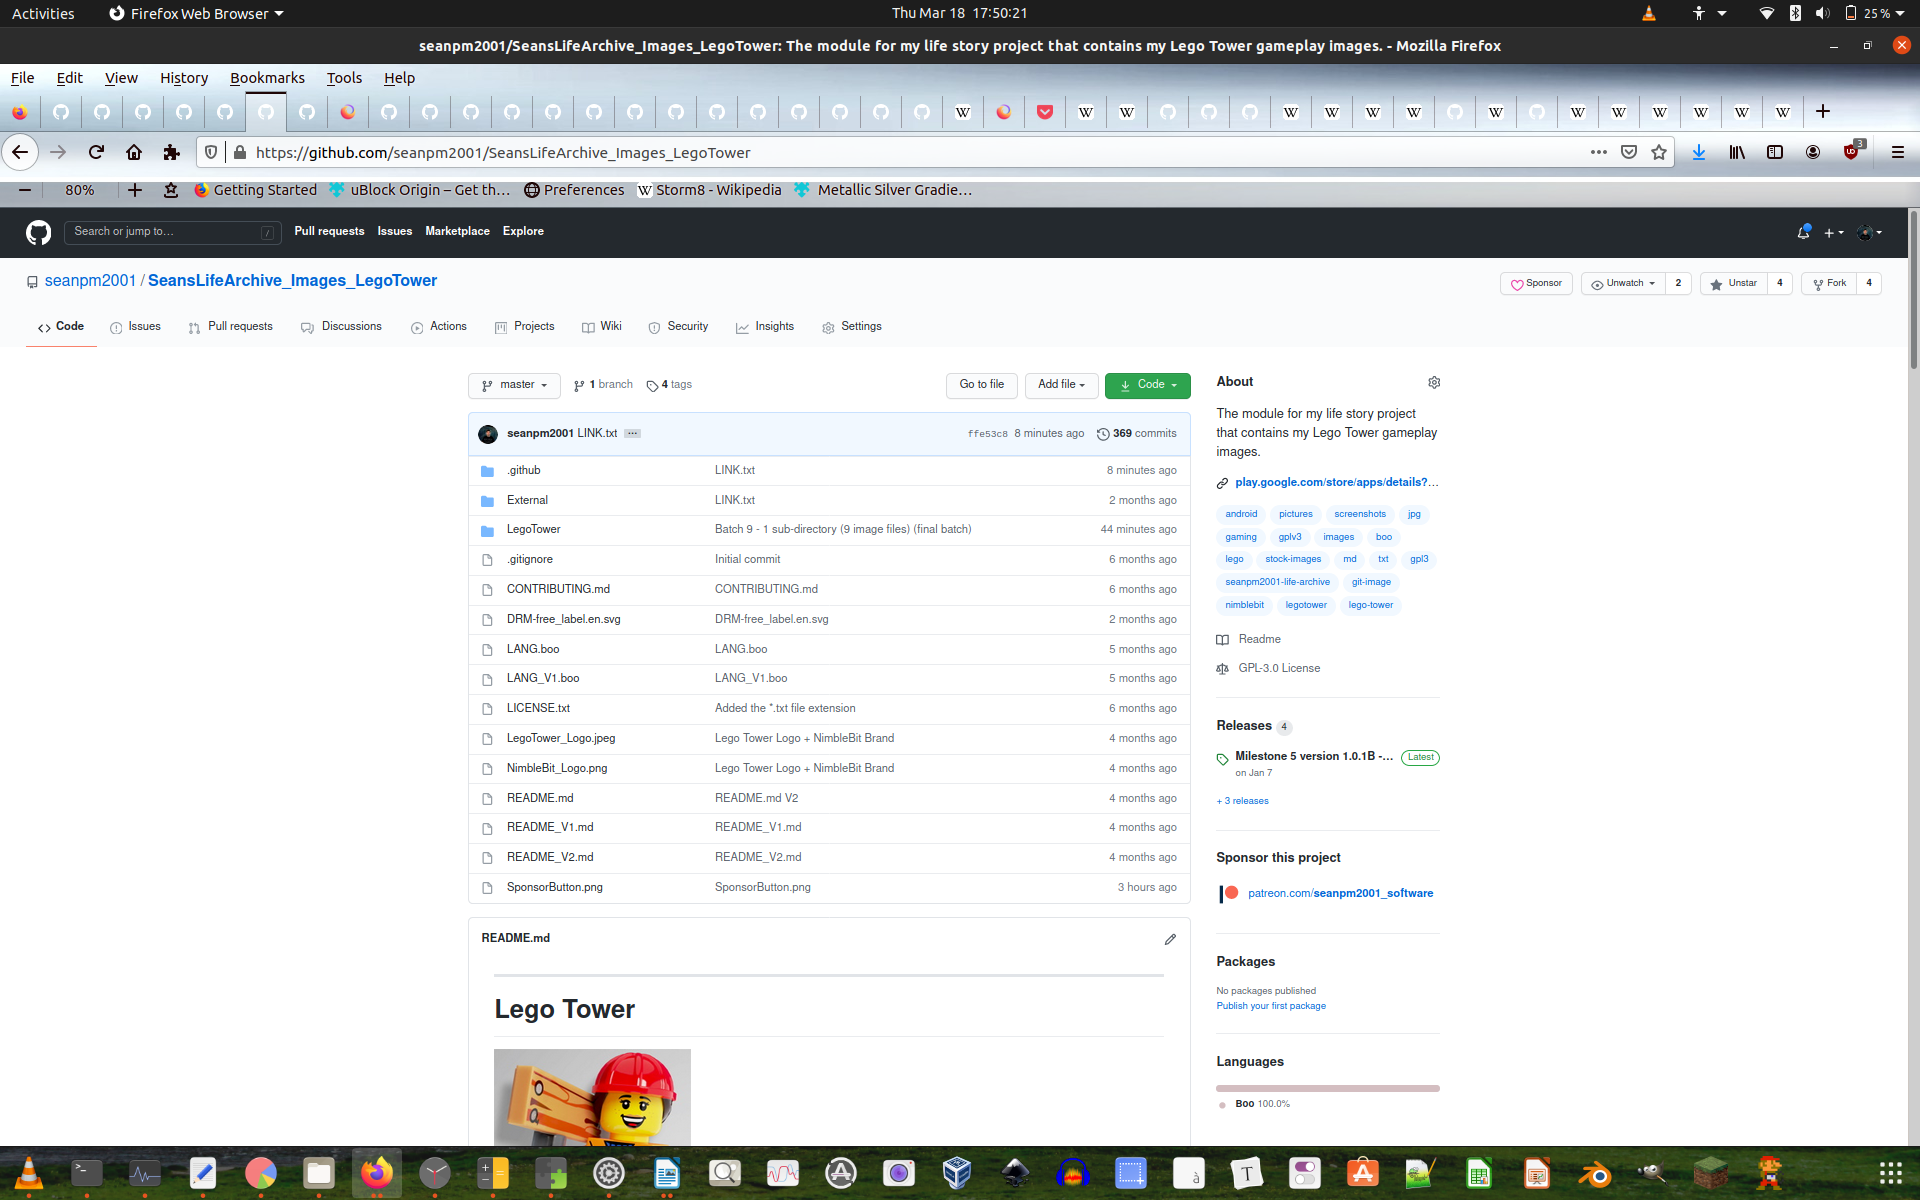 Activities Firefox Web Browser Thu Mar 18 17:50:21 25 %
seanpm2001/SeansLifeArchive_Images_LegoTower: The module for my life story project that contains my Lego Tower gameplay images. - Mozilla Firefox
File Edit View History Bookmarks Tools Help
https://github.com/seanpm2001/SeansLifeArchive_Images_LegoTower 3
80% Getting Started uBlock Origin – Get th… Preferences Storm8 - Wikipedia Metallic Silver Gradie…
Search or jump to… / Pull requests Issues Marketplace Explore
seanpm2001 / SeansLifeArchive_Images_LegoTower
Sponsor Unwatch 2 Unstar 4 Fork 4
Code Issues Pull requests Discussions Actions Projects Wiki Security Insights Settings
master 1 branch 4 tags Go to file Add file Code
seanpm2001 LINK.txt ffe53c8 8 minutes ago 369 commits
.github LINK.txt 8 minutes ago
External LINK.txt 2 months ago
LegoTower Batch 9 - 1 sub-directory (9 image files) (final batch) 44 minutes ago
.gitignore Initial commit 6 months ago
CONTRIBUTING.md CONTRIBUTING.md 6 months ago
DRM-free_label.en.svg DRM-free_label.en.svg 2 months ago
LANG.boo LANG.boo 5 months ago
LANG_V1.boo LANG_V1.boo 5 months ago
LICENSE.txt Added the *.txt file extension 6 months ago
LegoTower_Logo.jpeg Lego Tower Logo + NimbleBit Brand 4 months ago
NimbleBit_Logo.png Lego Tower Logo + NimbleBit Brand 4 months ago
README.md README.md V2 4 months ago
README_V1.md README_V1.md 4 months ago
README_V2.md README_V2.md 4 months ago
SponsorButton.png SponsorButton.png 3 hours ago
README.md
Lego Tower
About
The module for my life story project
that contains my Lego Tower gameplay
images.
play.google.com/store/apps/details?…
android pictures screenshots jpg
gaming gplv3 images boo
lego stock-images md txt gpl3
seanpm2001-life-archive git-image
nimblebit legotower lego-tower
Readme
GPL-3.0 License
Releases 4
Milestone 5 version 1.0.1B -… Latest
on Jan 7
+ 3 releases
Sponsor this project
patreon.com/seanpm2001_software
Packages
No packages published
Publish your first package
Languages
Boo 100.0%